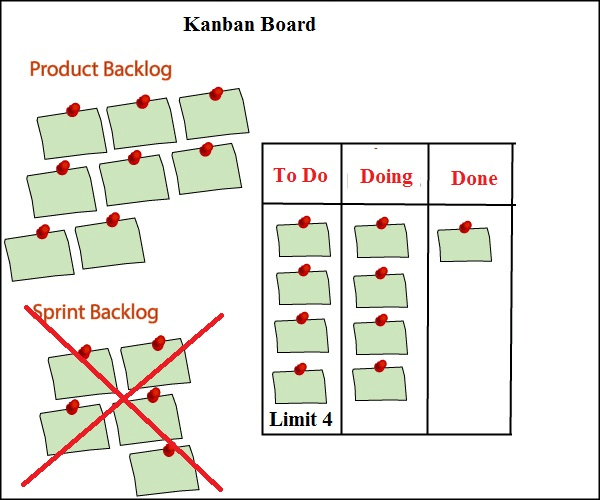 Kanban Board
Product Backlog
To Do Doing Done
Sprint Backlog
Limit 4